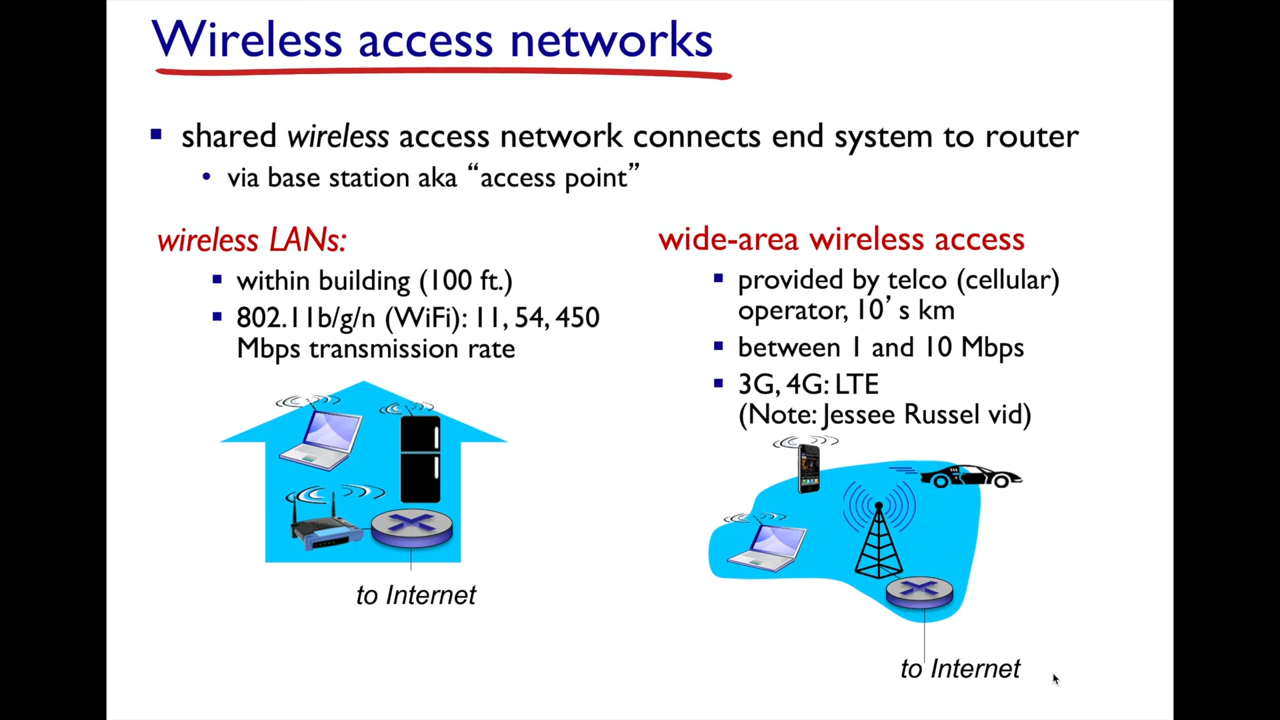 Wireless access networks
shared wireless access network connects end system to router
via base station aka “access point”
wireless LANs:
within building (100 ft.)
802.11b/g/n (WiFi): 11, 54, 450
Mbps transmission rate
to Internet
wide-area wireless access
provided by telco (cellular)
operator, 10’ s km
between 1 and 10 Mbps
3G, 4G: LTE
(Note: Jessee Russel vid)
to Internet